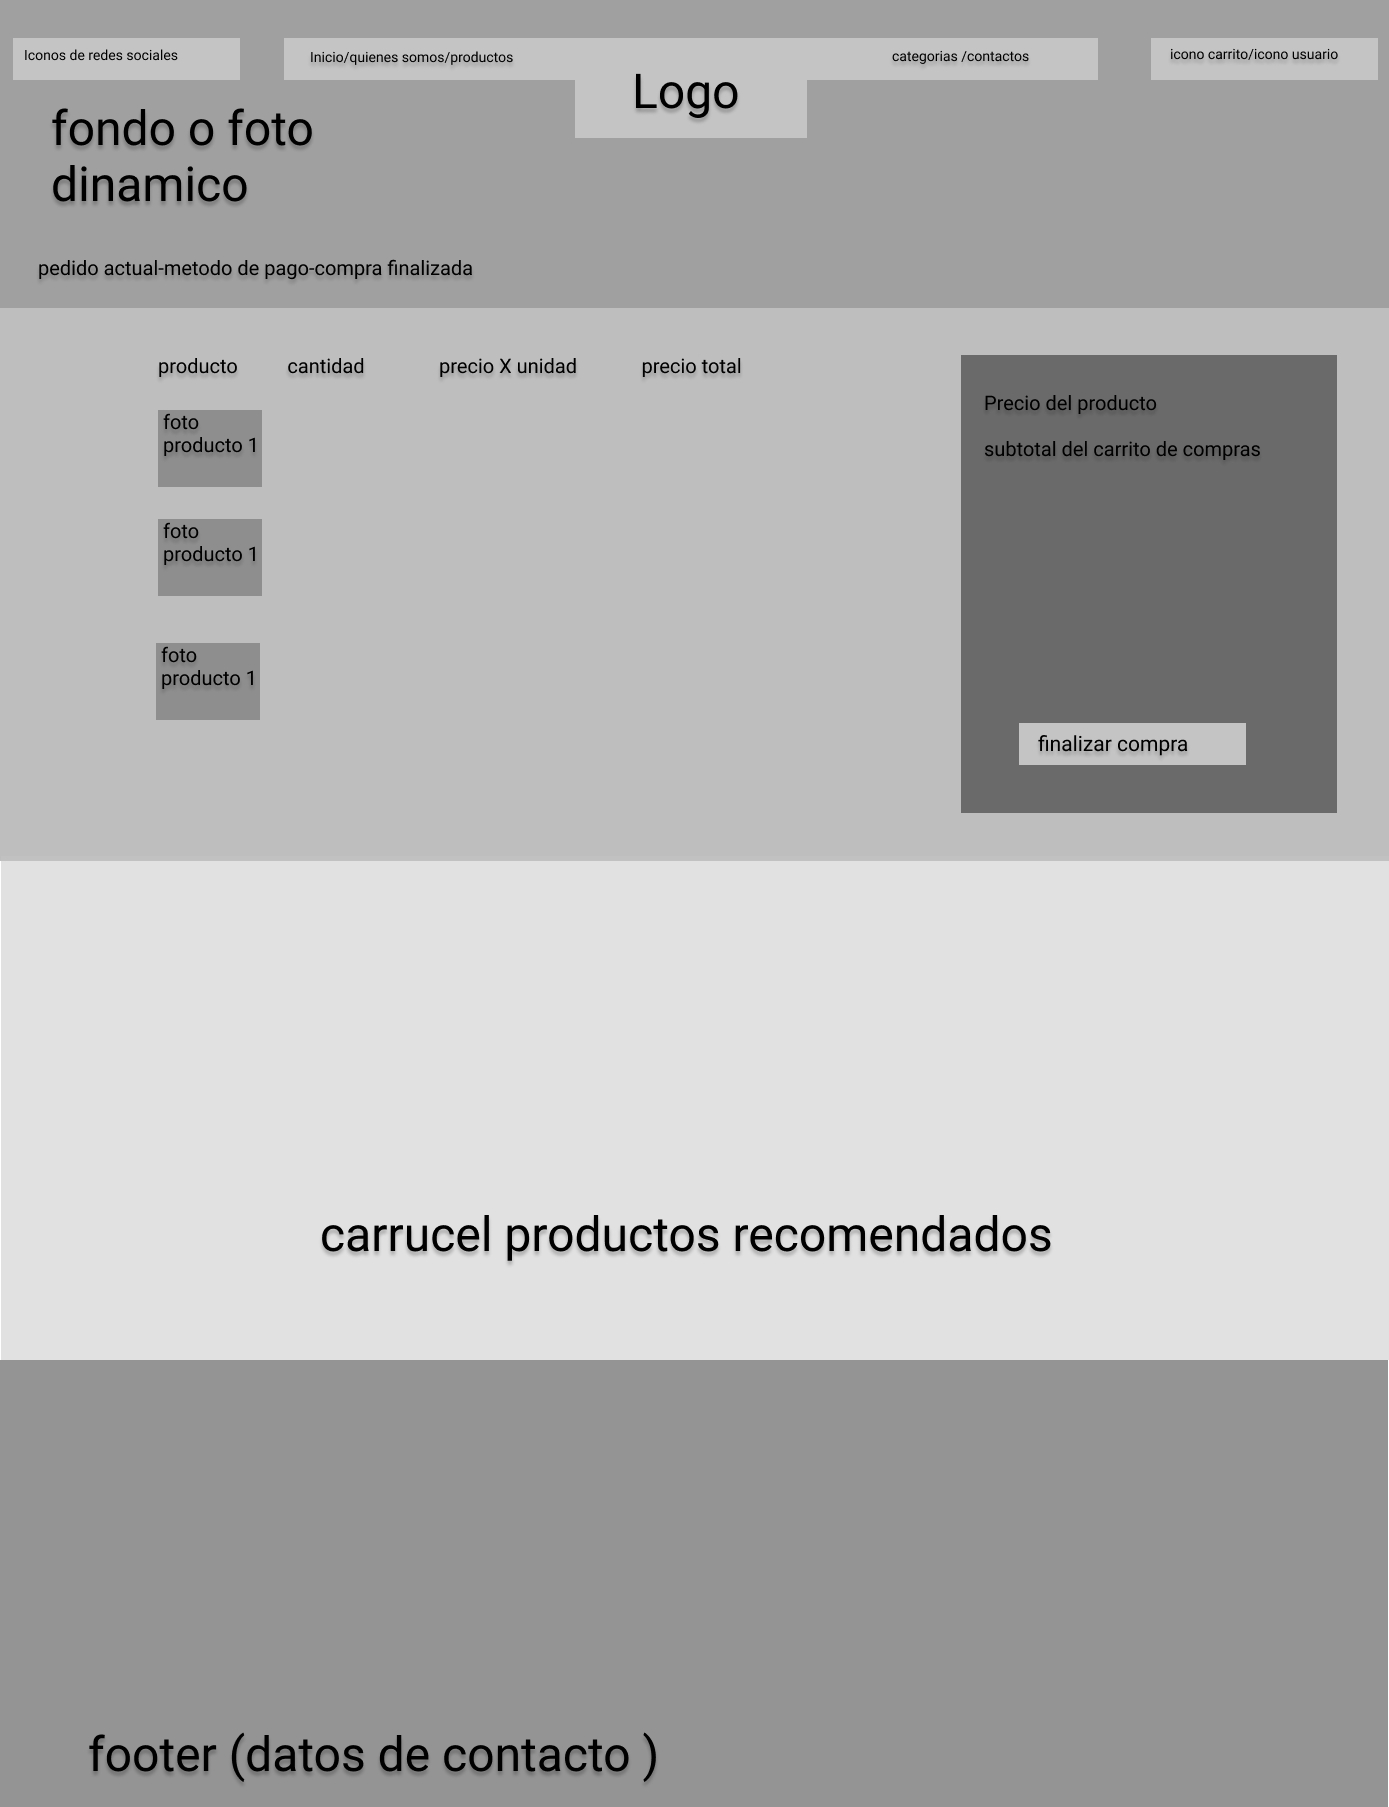 Iconos de redes sociales
Inicio/quienes somos/productos
categorias /contactos
icono carrito/icono usuario
Logo
fondo o foto
dinamico
pedido actual-metodo de pago-compra finalizada
producto
cantidad
precio X unidad
precio total
foto
producto 1
foto
producto 1
foto
producto 1
Precio del producto
subtotal del carrito de compras
finalizar compra
carrucel productos recomendados
footer (datos de contacto )